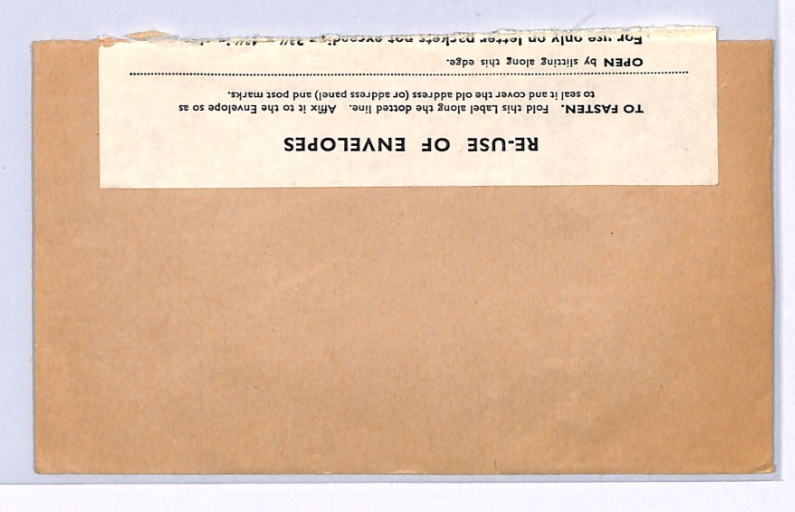 RE-USE OF ENVELOPES
TO FASTEN. Fold this Label along the dotted line. Affix it to the Envelope so as
to seal it and cover the old address (or address panel) and post marks.
OPEN by slitting along this edge.
For use only on letter packets not exceeding